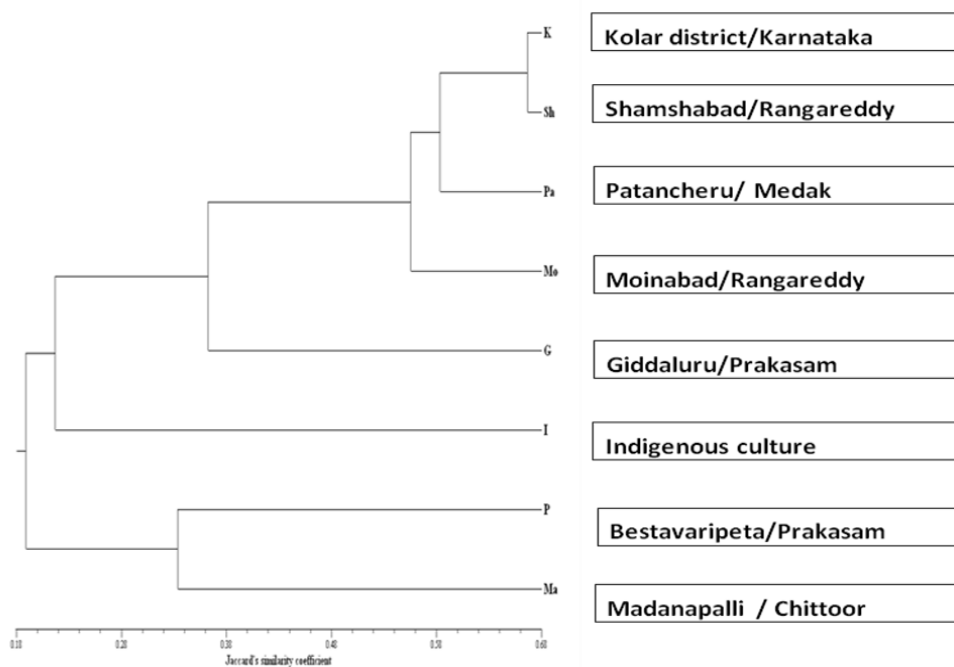 K Kolar district/Karnataka
Sh Shamshabad/Rangareddy
Pa Patancheru/ Medak
Mo Moinabad/Rangareddy
G Giddaluru/Prakasam
I Indigenous culture
P Bestavaripeta/Prakasam
Ma Madanapalli / Chittoor
0.10 0.20 0.30 0.40 0.50 0.60
Jaccard's similarity coefficient